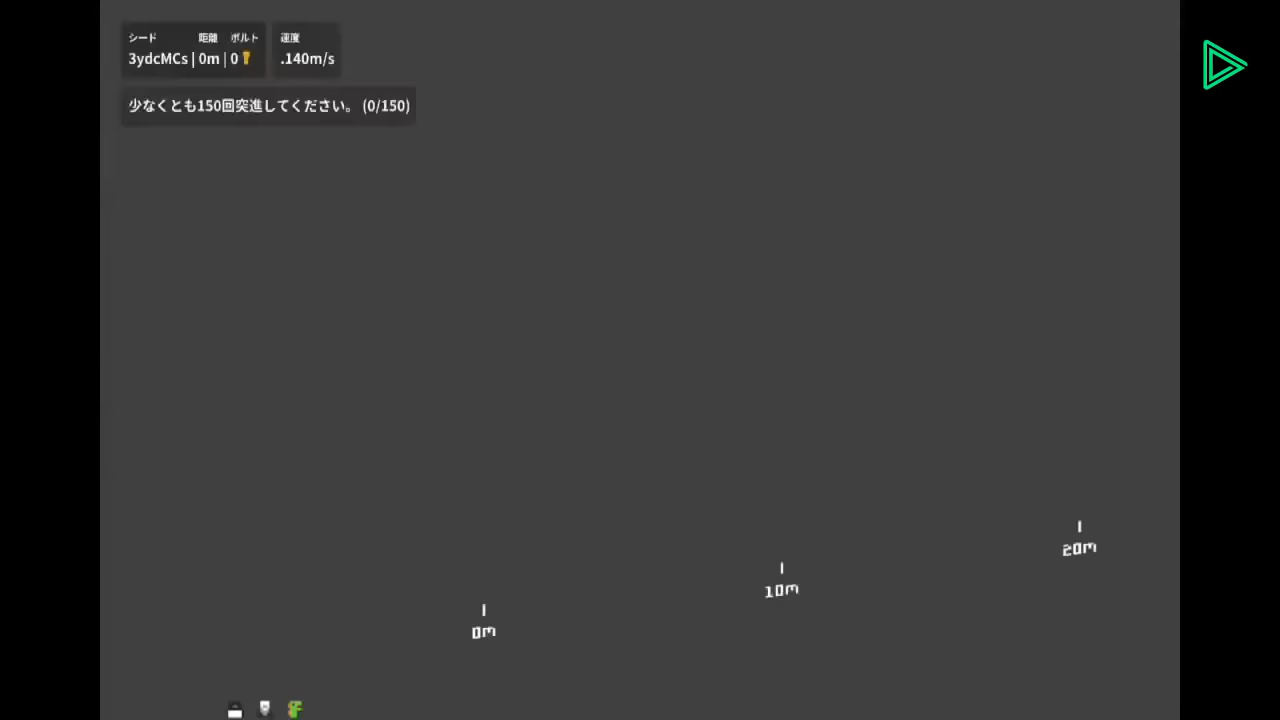 シード 距離 ボルト 速度
3ydcMCs | 0m | 0 .140m/s
少なくとも150回突進してください。 (0/150)
20m
10m
0m